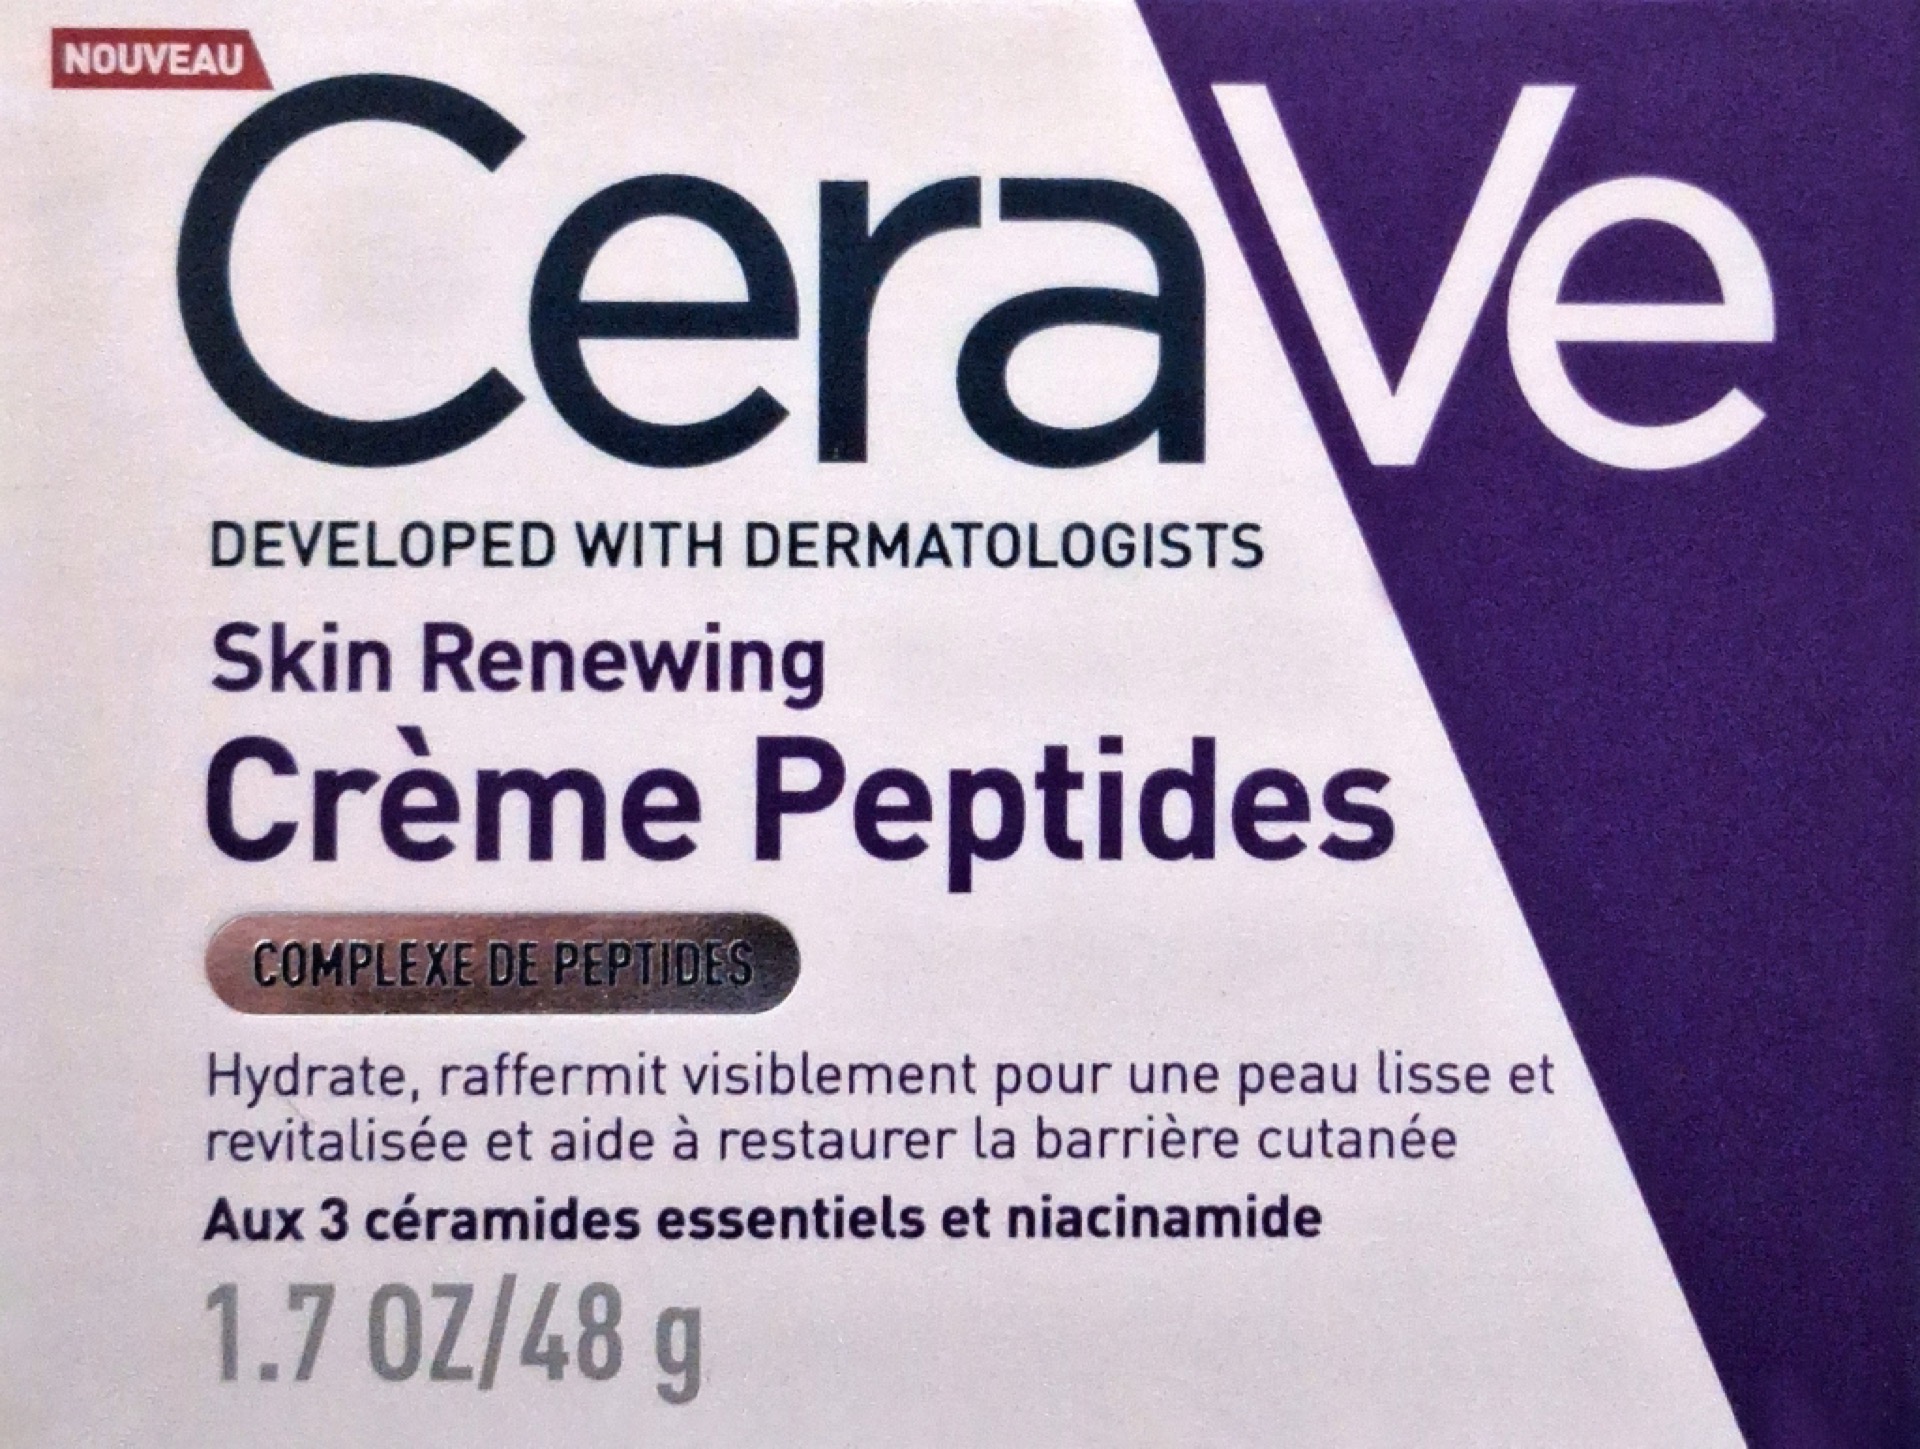 NOUVEAU
CeraVe
DEVELOPED WITH DERMATOLOGISTS
Skin Renewing
Crème Peptides
COMPLEXE DE PEPTIDES
Hydrate, raffermit visiblement pour une peau lisse et
revitalisée et aide à restaurer la barrière cutanée
Aux 3 céramides essentiels et niacinamide
1.7 OZ/48 g